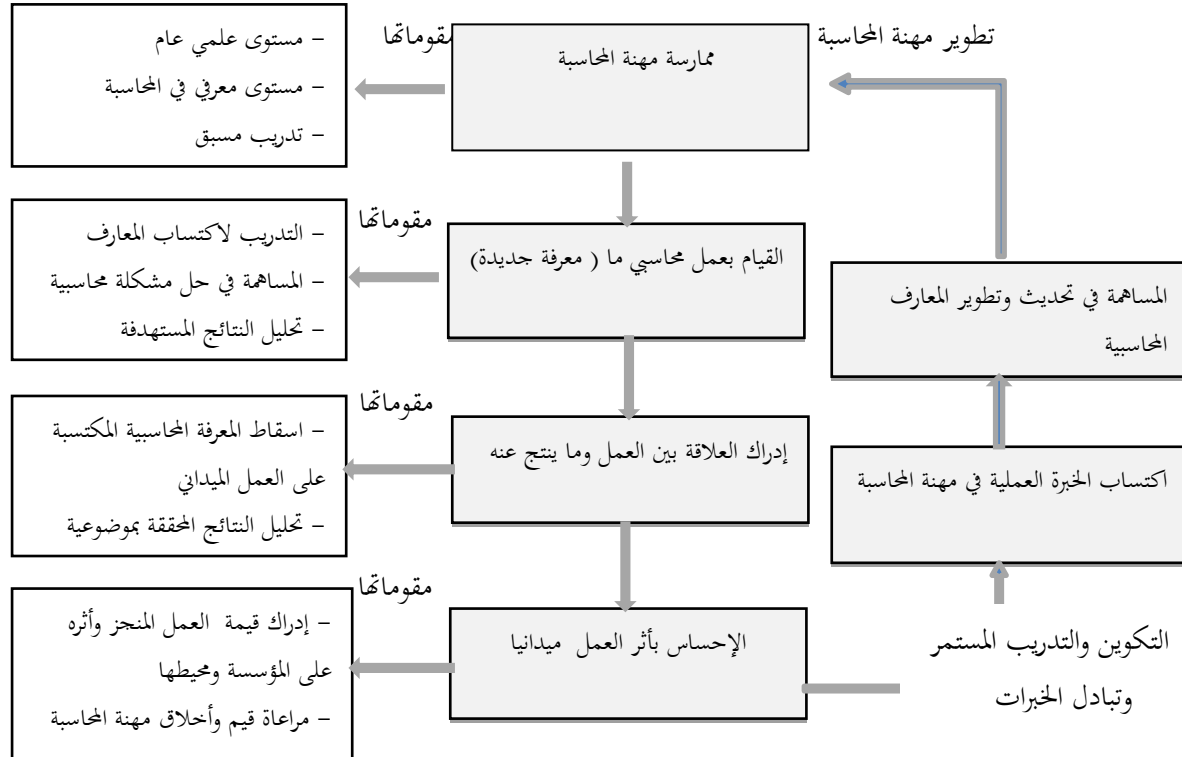 تطوير مهنة المحاسبة
ممارسة مهنة المحاسبة
مقوماتها
– مستوى علمي عام
– مستوى معرفي في المحاسبة
– تدريب مسبق
القيام بعمل محاسبي ما ( معرفة جديدة)
مقوماتها
– التدريب لاكتساب المعارف
– المساهمة في حل مشكلة محاسبية
– تحليل النتائج المستهدفة
إدراك العلاقة بين العمل وما ينتج عنه
مقوماتها
– اسقاط المعرفة المحاسبية المكتسبة
على العمل الميداني
– تحليل النتائج المحققة بموضوعية
الإحساس بأثر العمل ميدانيا
مقوماتها
– إدراك قيمة العمل المنجز وأثره
على المؤسسة ومحيطها
– مراعاة قيم وأخلاق مهنة المحاسبة
التكوين والتدريب المستمر
وتبادل الخبرات
اكتساب الخبرة العملية في مهنة المحاسبة
المساهمة في تحديث وتطوير المعارف
المحاسبية